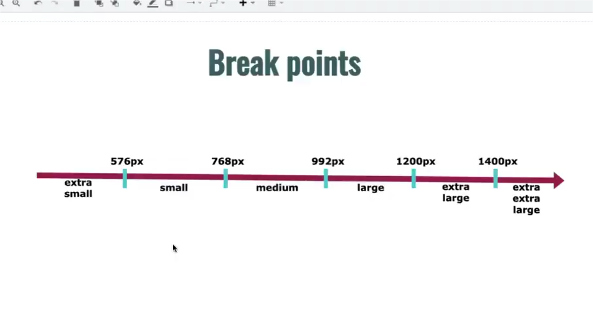 Break points
576px
768px
992px
1200px
1400px
extra
small
small
medium
large
extra
large
extra
extra
large